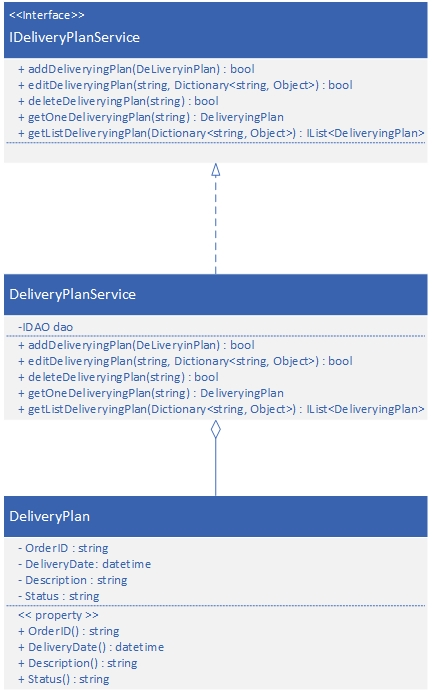 <<Interface>>
IDeliveryPlanService
+ addDeliveryingPlan(DeLiveryinPlan) : bool
+ editDeliveryingPlan(string, Dictionary<string, Object>) : bool
+ deleteDeliveryingPlan(string) : bool
+ getOneDeliveryingPlan(string) : DeliveryingPlan
+ getListDeliveryingPlan(Dictionary<string, Object>) : IList<DeliveryingPlan>
DeliveryPlanService
-IDAO dao
+ addDeliveryingPlan(DeLiveryinPlan) : bool
+ editDeliveryingPlan(string, Dictionary<string, Object>) : bool
+ deleteDeliveryingPlan(string) : bool
+ getOneDeliveryingPlan(string) : DeliveryingPlan
+ getListDeliveryingPlan(Dictionary<string, Object>) : IList<DeliveryingPlan>
DeliveryPlan
- OrderID : string
- DeliveryDate: datetime
- Description : string
- Status : string
<< property >>
+ OrderID() : string
+ DeliveryDate() : datetime
+ Description() : string
+ Status() : string